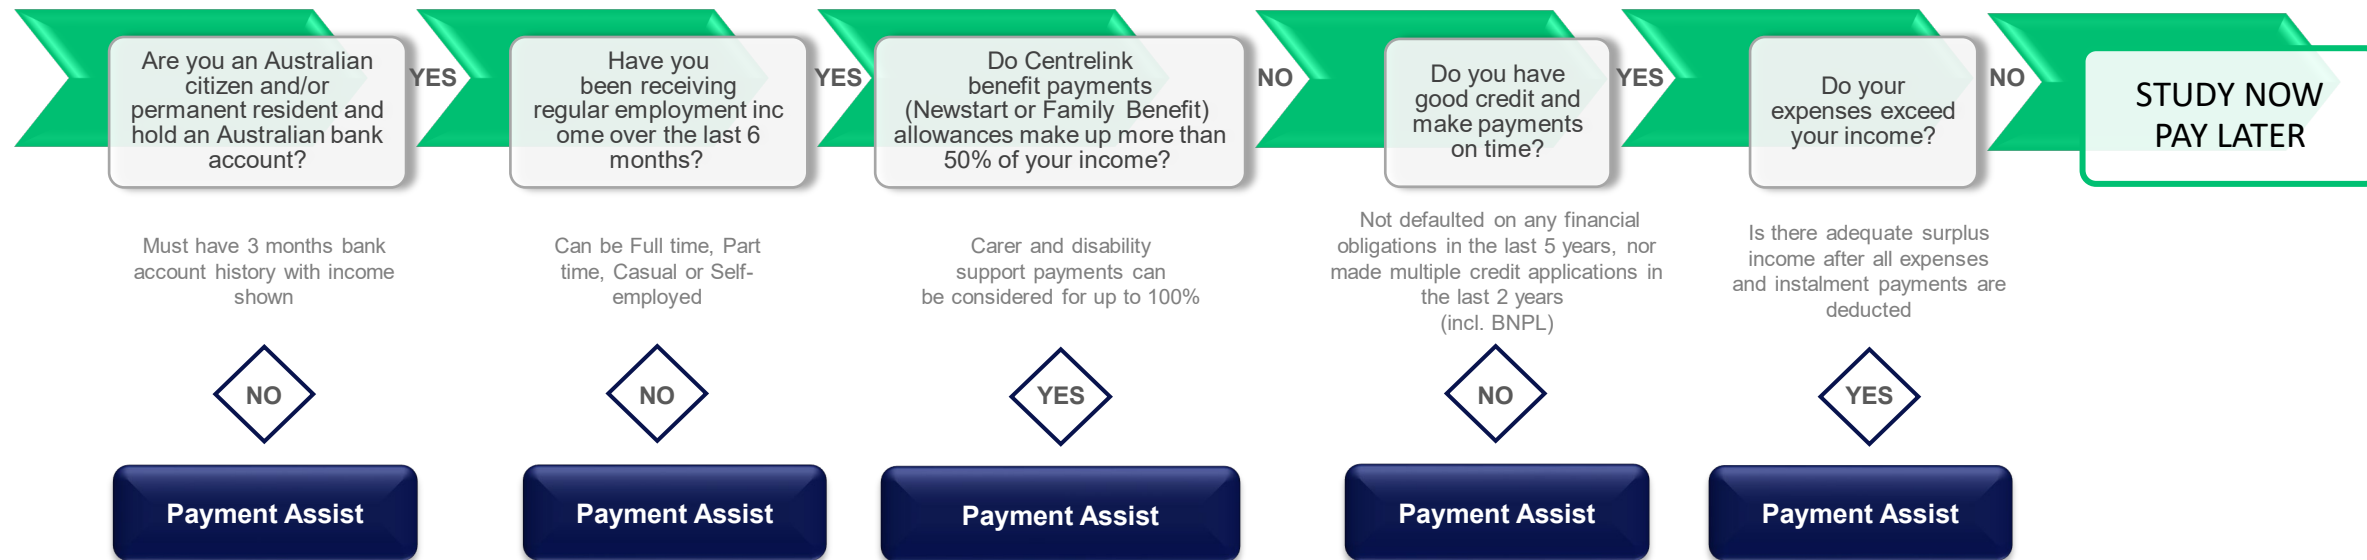 Are you an Australian
citizen and/or
permanent resident and
hold an Australian bank
account?
YES
Have you
been receiving
regular employment inc
ome over the last 6
months?
YES
Do Centrelink
benefit payments
(Newstart or Family Benefit)
allowances make up more than
50% of your income?
NO
Do you have
good credit and
make payments
on time?
YES
Do your
expenses exceed
your income?
NO
STUDY NOW
PAY LATER
Must have 3 months bank
account history with income
shown
Can be Full time, Part
time, Casual or Self-
employed
Carer and disability
support payments can
be considered for up to 100%
Not defaulted on any financial
obligations in the last 5 years, nor
made multiple credit applications in
the last 2 years
(incl. BNPL)
Is there adequate surplus
income after all expenses
and instalment payments are
deducted
NO
NO
YES
NO
YES
Payment Assist
Payment Assist
Payment Assist
Payment Assist
Payment Assist